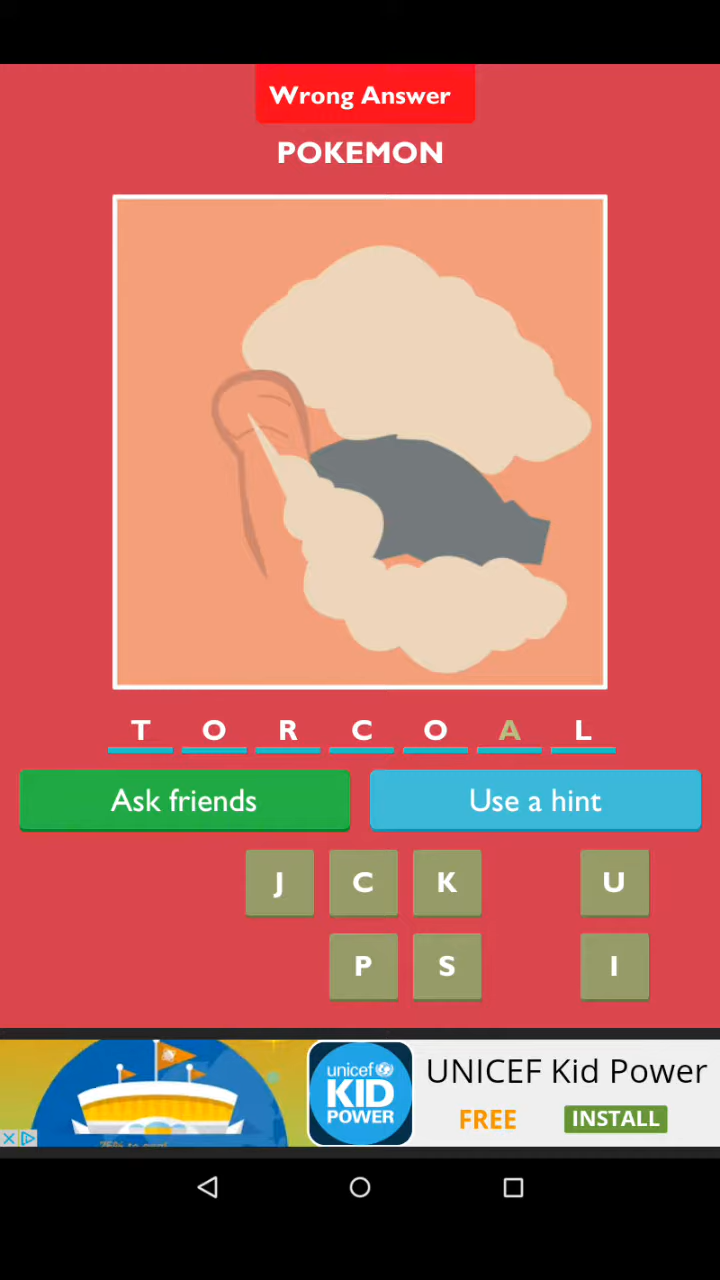 Wrong Answer
POKEMON
T O R C O A L
Ask friends Use a hint
J C K U
P S I
unicef
KID
POWER
UNICEF Kid Power
FREE INSTALL